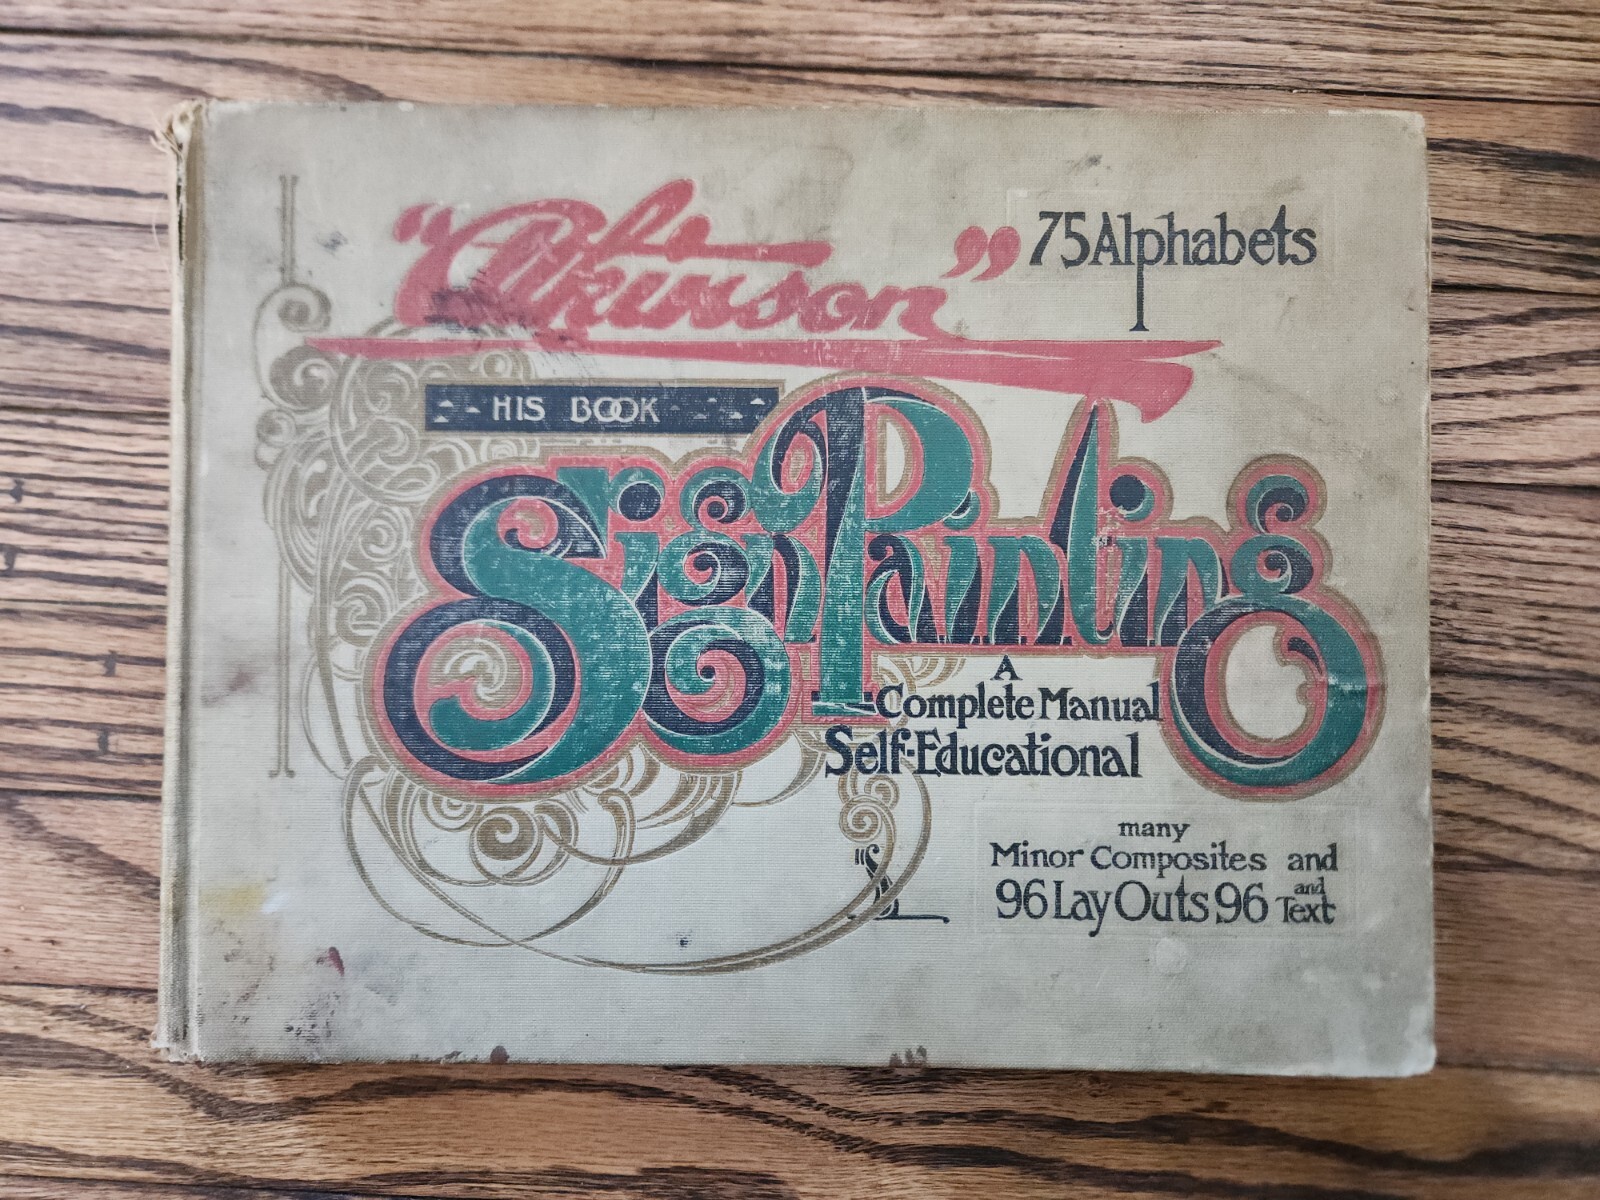 "Atkinson"
75 Alphabets
HIS BOOK
Sign Painting
A
Complete Manual
Self-Educational
many
Minor Composites and
96 Lay Outs 96 and Text